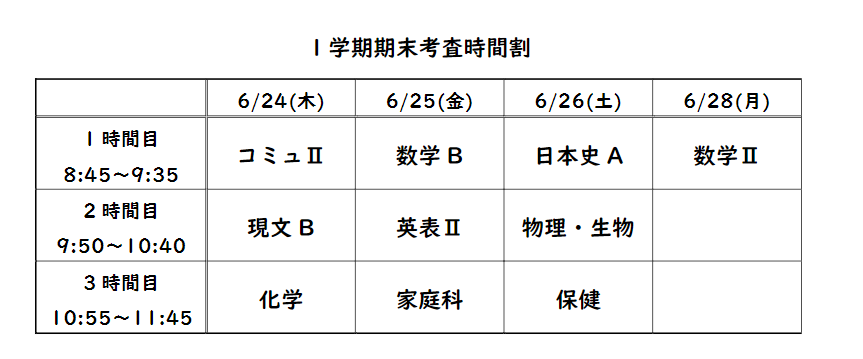 1学期期末考査時間割
6/24(木) 6/25(金) 6/26(土) 6/28(月)
1時間目
8:45～9:35
コミュⅡ 数学B 日本史A 数学Ⅱ
2時間目
9:50～10:40
現文B 英表Ⅱ 物理・生物
3時間目
10:55～11:45
化学 家庭科 保健